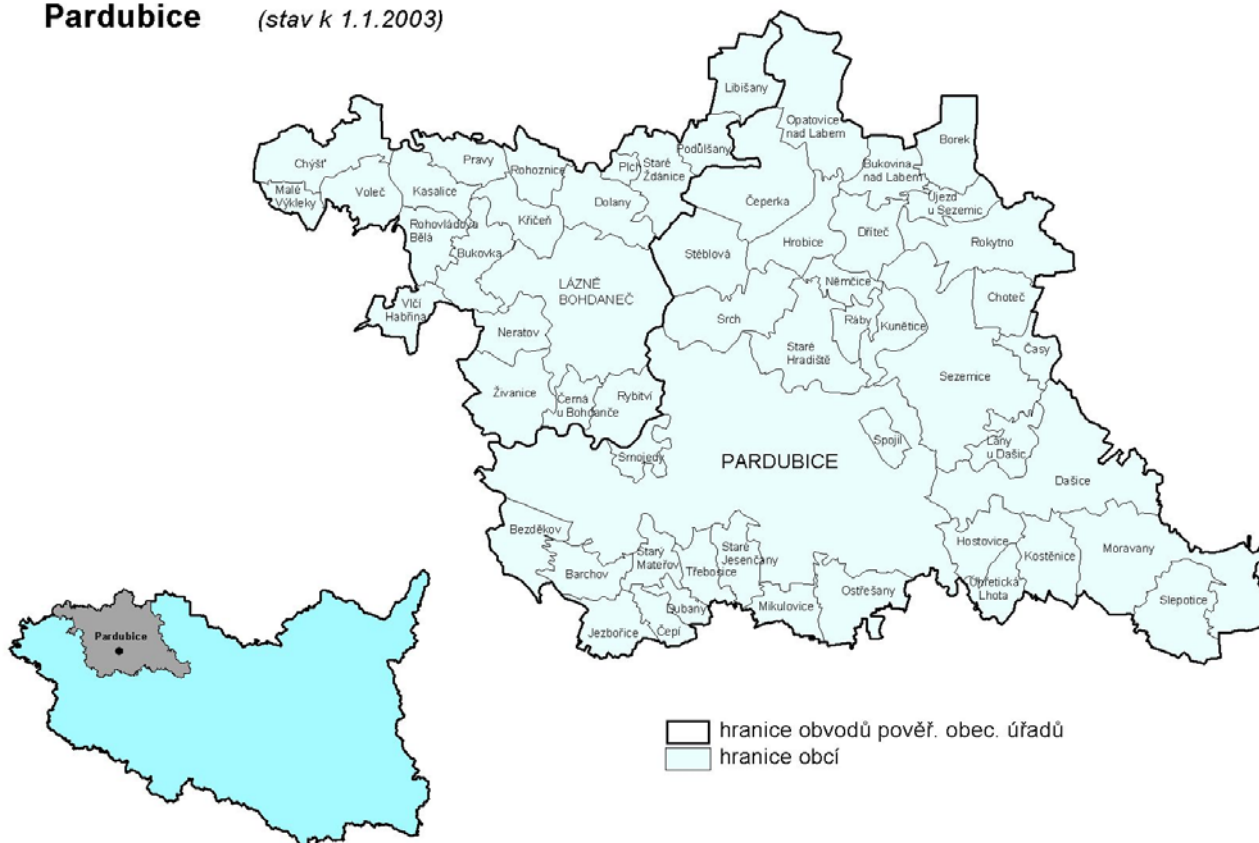 Pardubice (stav k 1.1.2003)
Libišany
Opatovice
nad Labem
Borek
Chýšť
Pravy
Rohoznice
Plch
Staré
Ždánice
Podůlšany
Bukovina
nad Labem
Malé
Výkleky
Voleč
Kasalice
Dolany
Čeperka
Újezd
u Sezemic
Rohovládova
Bělá
Křičeň
Bukovka
Stéblová
Hrobice
Dříteč
Rokytno
LÁZNĚ
BOHDANEČ
Němčice
Choteč
Vlčí
Habřina
Neratov
Srch
Staré
Hradiště
Ráby
Kunětice
Časy
Sezemice
Živanice
Černá
u Bohdanče
Rybitví
Srnojedy
PARDUBICE
Spojil
Lány
u Dašic
Dašice
Bezděkov
Barchov
Starý
Mateřov
Třebosice
Staré
Jesenčany
Hostovice
Kostěnice
Moravany
Úhřetická
Lhota
Ostřešany
Mikulovice
Dubany
Čepí
Jezbořice
Slepotice
Pardubice
hranice obvodů pověř. obec. úřadů
hranice obcí